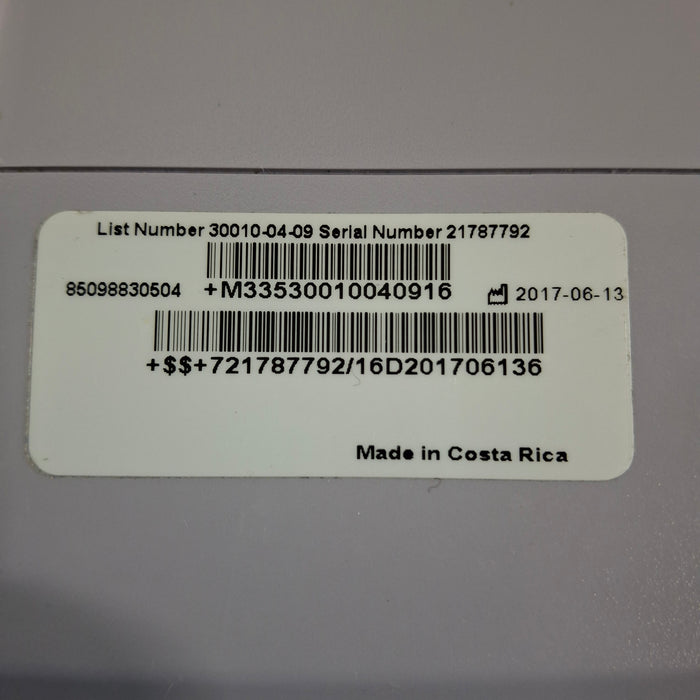 List Number 30010-04-09 Serial Number 21787792
85098830504 +M33530010040916 2017-06-13
+$$+721787792/16D201706136
Made in Costa Rica